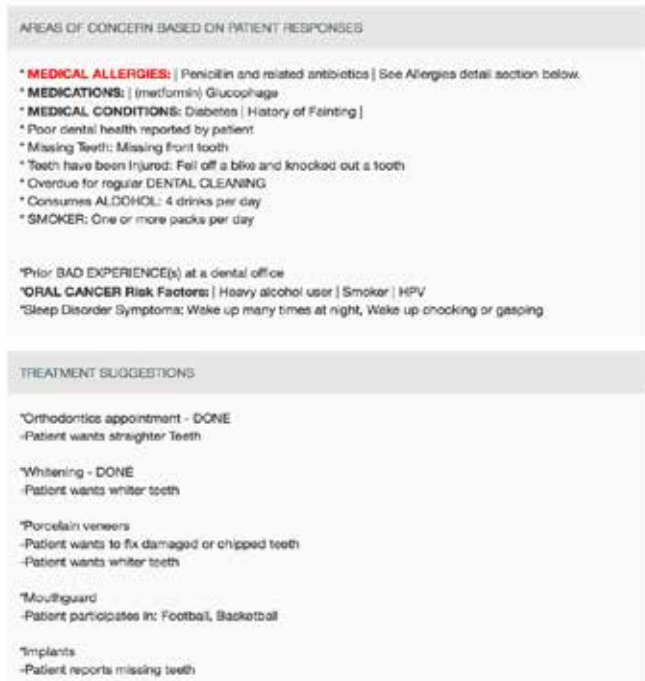 AREAS OF CONCERN BASED ON PATIENT RESPONSES
* MEDICAL ALLERGIES: | Penicillin and related antibiotics | See Allergies detail section below.
* MEDICATIONS: | (metformin) Glucophage
* MEDICAL CONDITIONS: Diabetes | History of Fainting |
* Poor dental health reported by patient
* Missing Teeth: Missing front tooth
* Teeth have been Injured: Fell off a bike and knocked out a tooth
* Overdue for regular DENTAL CLEANING
* Consumes ALCOHOL: 4 drinks per day
* SMOKER: One or more packs per day
*Prior BAD EXPERIENCE(s) at a dental office
*ORAL CANCER Risk Factors: | Heavy alcohol user | Smoker | HPV
*Sleep Disorder Symptoms: Wake up many times at night, Wake up chocking or gasping
TREATMENT SUGGESTIONS
*Orthodontics appointment - DONE
-Patient wants straighter Teeth
*Whitening - DONE
-Patient wants whiter teeth
*Porcelain veneers
-Patient wants to fix damaged or chipped teeth
-Patient wants whiter teeth
*Mouthguard
-Patient participates in: Football, Basketball
*Implants
-Patient reports missing teeth